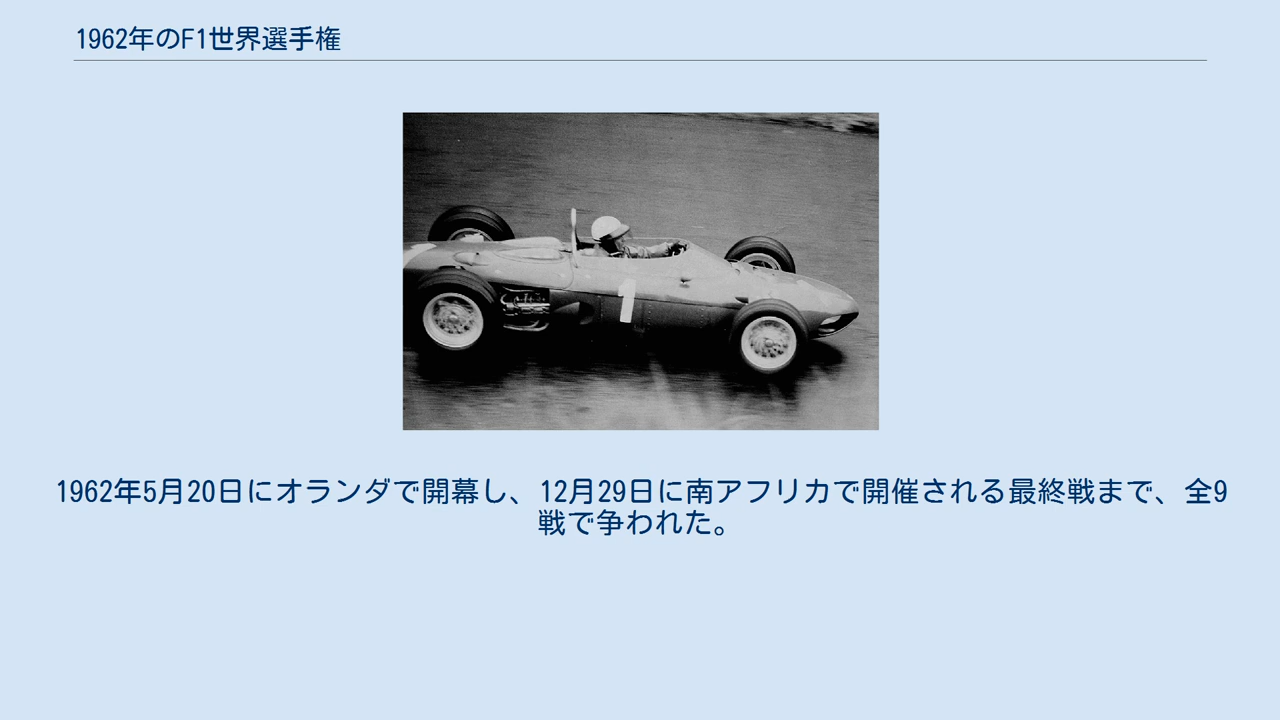 1962年のF1世界選手権
1
1962年5月20日にオランダで開幕し、12月29日に南アフリカで開催される最終戦まで、全9
戦で争われた。